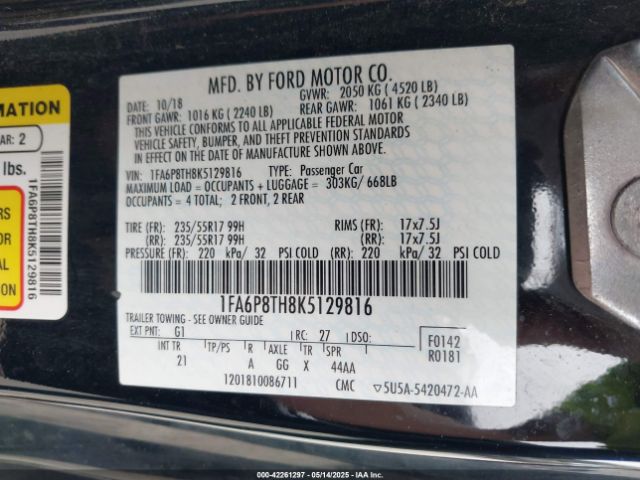 MFD. BY FORD MOTOR CO.
DATE: 10/18 GVWR: 2050 KG ( 4520 LB)
FRONT GAWR: 1016 KG ( 2240 LB) REAR GAWR: 1061 KG ( 2340 LB)
THIS VEHICLE CONFORMS TO ALL APPLICABLE FEDERAL MOTOR
VEHICLE SAFETY, BUMPER, AND THEFT PREVENTION STANDARDS
IN EFFECT ON THE DATE OF MANUFACTURE SHOWN ABOVE.
VIN: 1FA6P8TH8K5129816 TYPE: Passenger Car
MAXIMUM LOAD = OCCUPANTS + LUGGAGE = 303KG/ 668LB
OCCUPANTS = 4 TOTAL; 2 FRONT, 2 REAR
TIRE (FR): 235/55R17 99H RIMS (FR): 17x7.5J
(RR): 235/55R17 99H (RR): 17x7.5J
PRESSURE (FR): 220 kPa/ 32 PSI COLD (RR): 220 kPa/ 32 PSI COLD
1FA6P8TH8K5129816
TRAILER TOWING - SEE OWNER GUIDE
EXT PNT: G1 RC: 27 DSO: F0142
INT TR TP/PS R AXLE TR SPR R0181
21 A GG X 44AA
1201810086711 CMC ▽5U5A-5420472-AA
MATION
AR: 2
lbs.
RS
OR
AL
ION
1FA6P8TH8K5129816
000-42261297 - 05/14/2025 - IAA Inc.